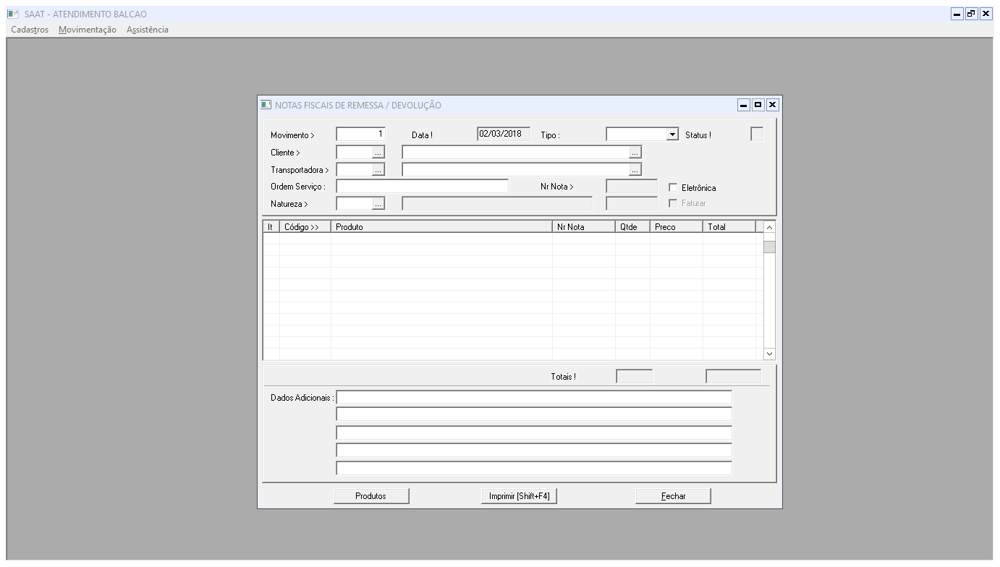 SAAT - ATENDIMENTO BALCAO
Cadastros Movimentação Assistência
NOTAS FISCAIS DE REMESSA / DEVOLUÇÃO
Movimento > 1 Data ! 02/03/2018 Tipo : Status !
Cliente > ... ...
Transportadora > ... ...
Ordem Serviço : Nr Nota > Eletrônica
Natureza > ... Faturar
It Código >> Produto Nr Nota Qtde Preco Total
Totais !
Dados Adicionais :
Produtos Imprimir [Shift+F4] Fechar